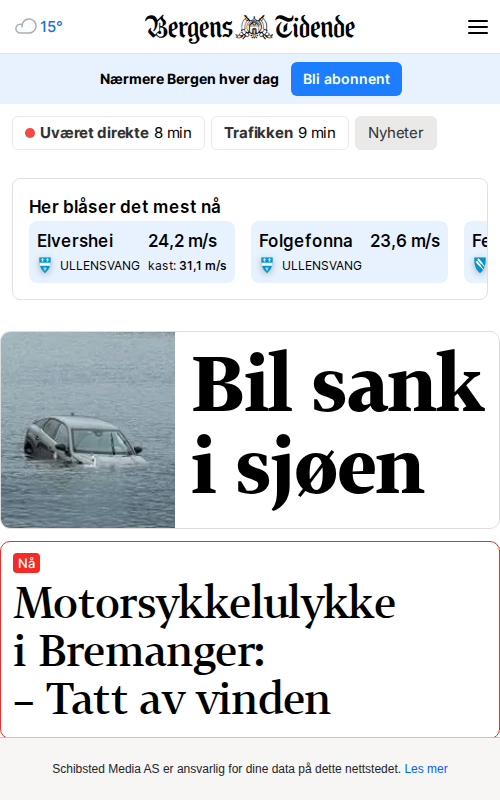 15°
Bergens Tidende
Nærmere Bergen hver dag
Bli abonnent
Uværet direkte 8 min
Trafikken 9 min
Nyheter
Her blåser det mest nå
Elvershei 24,2 m/s
ULLENSVANG kast: 31,1 m/s
Folgefonna 23,6 m/s
ULLENSVANG
Fe
Bil sank
i sjøen
Nå
Motorsykkelulykke
i Bremanger:
– Tatt av vinden
Schibsted Media AS er ansvarlig for dine data på dette nettstedet. Les mer